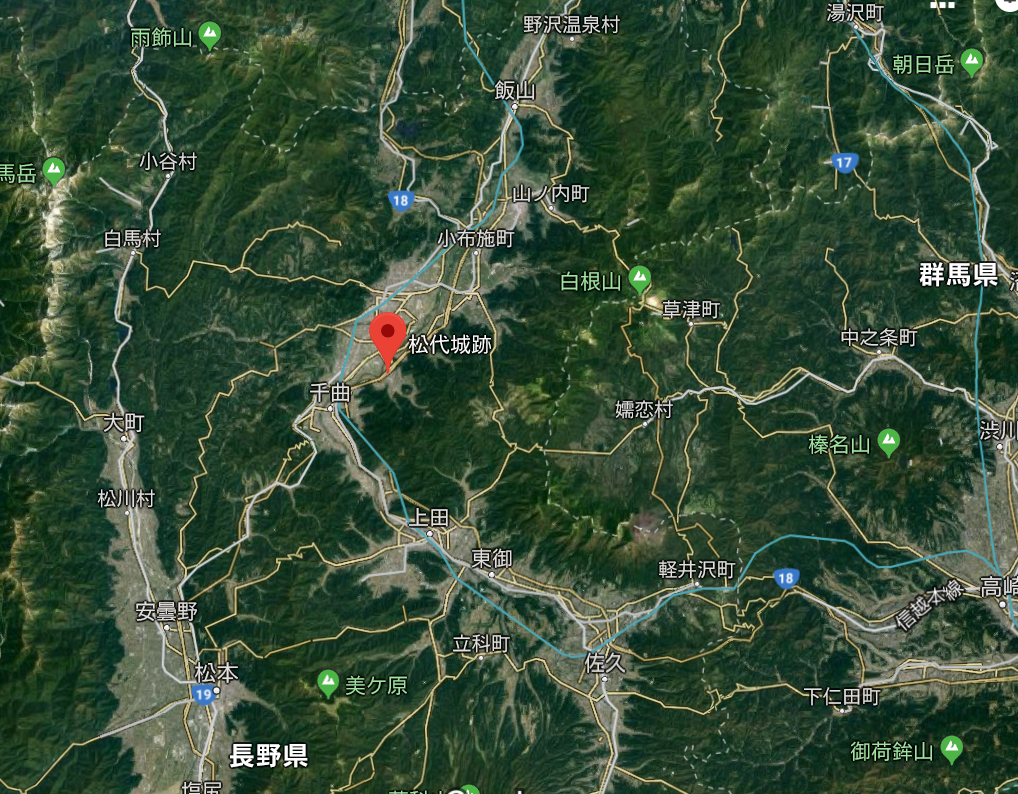 湯沢町
野沢温泉村
雨飾山
朝日岳
飯山
小谷村
17
馬岳
山ノ内町
18
白馬村
小布施町
群馬県
白根山
草津町
中之条町
松代城跡
千曲
嬬恋村
大町
渋川
榛名山
松川村
上田
東御
軽井沢町
18
高崎
信越本線
安曇野
立科町
佐久
松本
19
美ケ原
下仁田町
長野県
御荷鉾山
塩尻